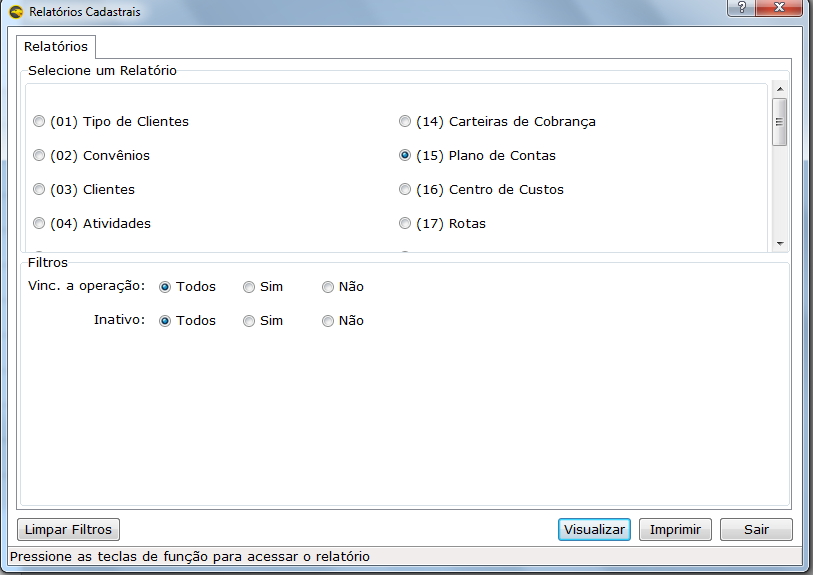 Relatórios Cadastrais
?
Relatórios
Selecione um Relatório
(01) Tipo de Clientes
(14) Carteiras de Cobrança
(02) Convênios
(15) Plano de Contas
(03) Clientes
(16) Centro de Custos
(04) Atividades
(17) Rotas
Filtros
Vinc. a operação: Todos Sim Não
Inativo: Todos Sim Não
Limpar Filtros
Visualizar
Imprimir
Sair
Pressione as teclas de função para acessar o relatório